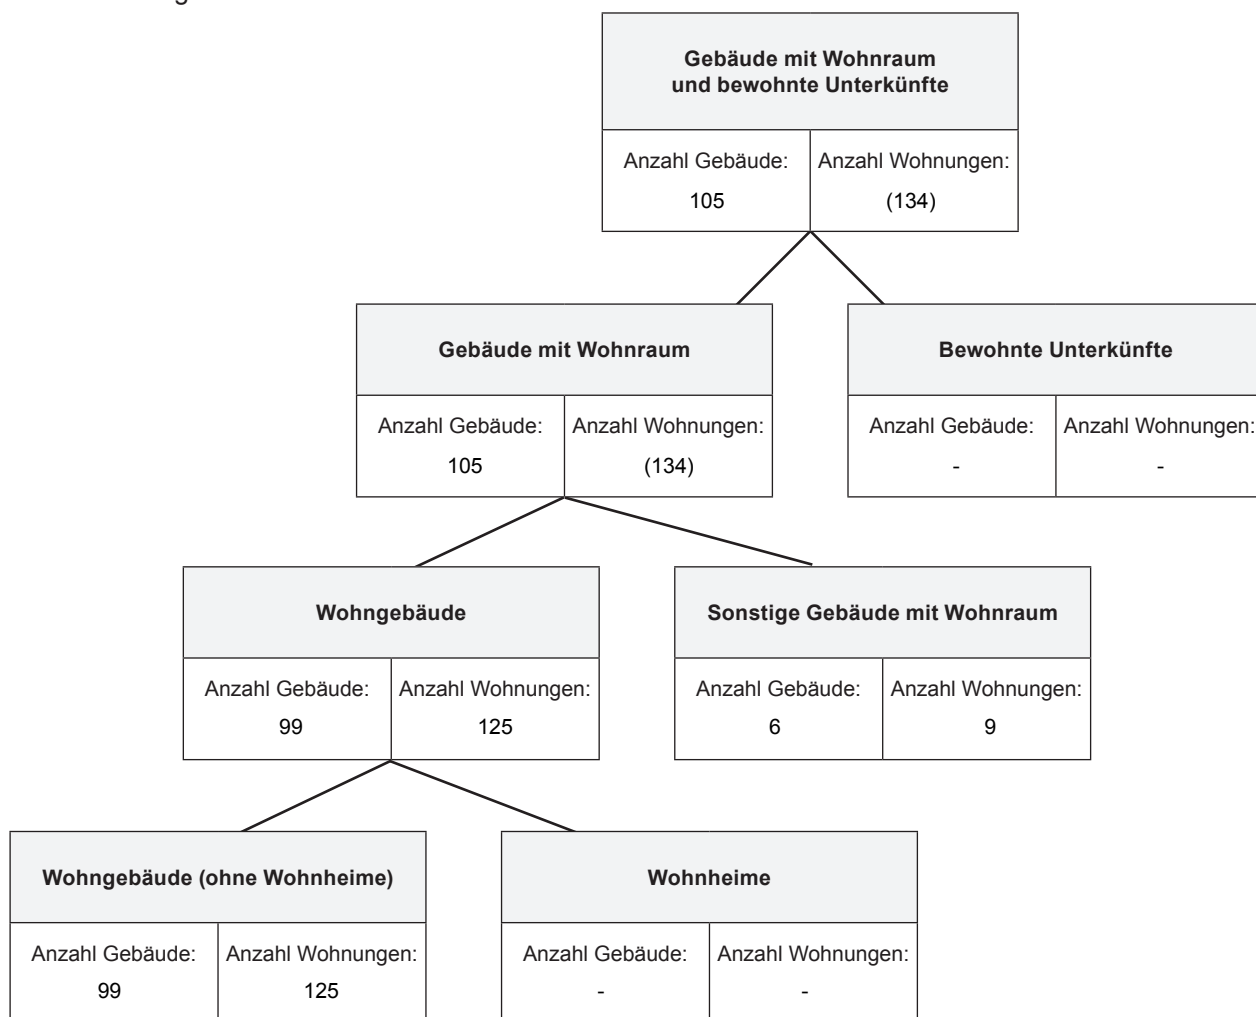 Gebäude mit Wohnraum
und bewohnte Unterkünfte
Anzahl Gebäude: Anzahl Wohnungen:
105 (134)
Gebäude mit Wohnraum
Bewohnte Unterkünfte
Anzahl Gebäude: Anzahl Wohnungen:
105 (134)
Anzahl Gebäude: Anzahl Wohnungen:
- -
Wohngebäude
Sonstige Gebäude mit Wohnraum
Anzahl Gebäude: Anzahl Wohnungen:
99 125
Anzahl Gebäude: Anzahl Wohnungen:
6 9
Wohngebäude (ohne Wohnheime)
Wohnheime
Anzahl Gebäude: Anzahl Wohnungen:
99 125
Anzahl Gebäude: Anzahl Wohnungen:
- -